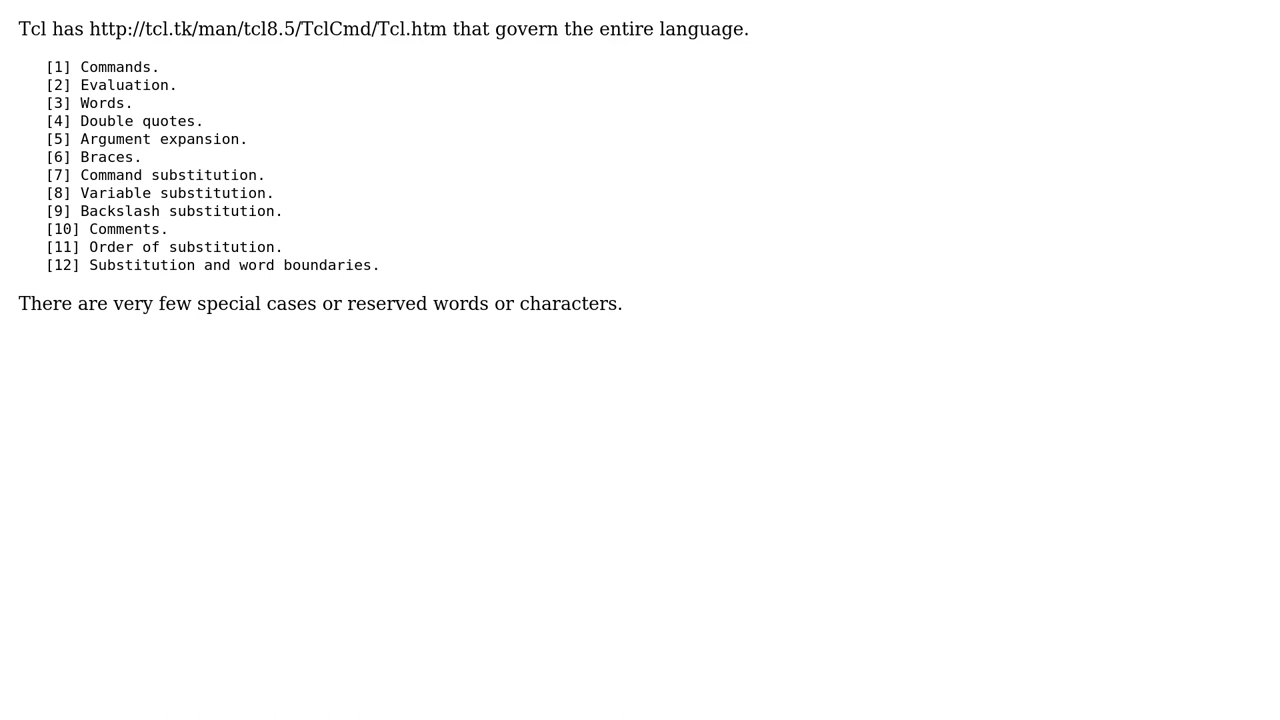 Tcl has http://tcl.tk/man/tcl8.5/TclCmd/Tcl.htm that govern the entire language.
[1] Commands.
[2] Evaluation.
[3] Words.
[4] Double quotes.
[5] Argument expansion.
[6] Braces.
[7] Command substitution.
[8] Variable substitution.
[9] Backslash substitution.
[10] Comments.
[11] Order of substitution.
[12] Substitution and word boundaries.
There are very few special cases or reserved words or characters.